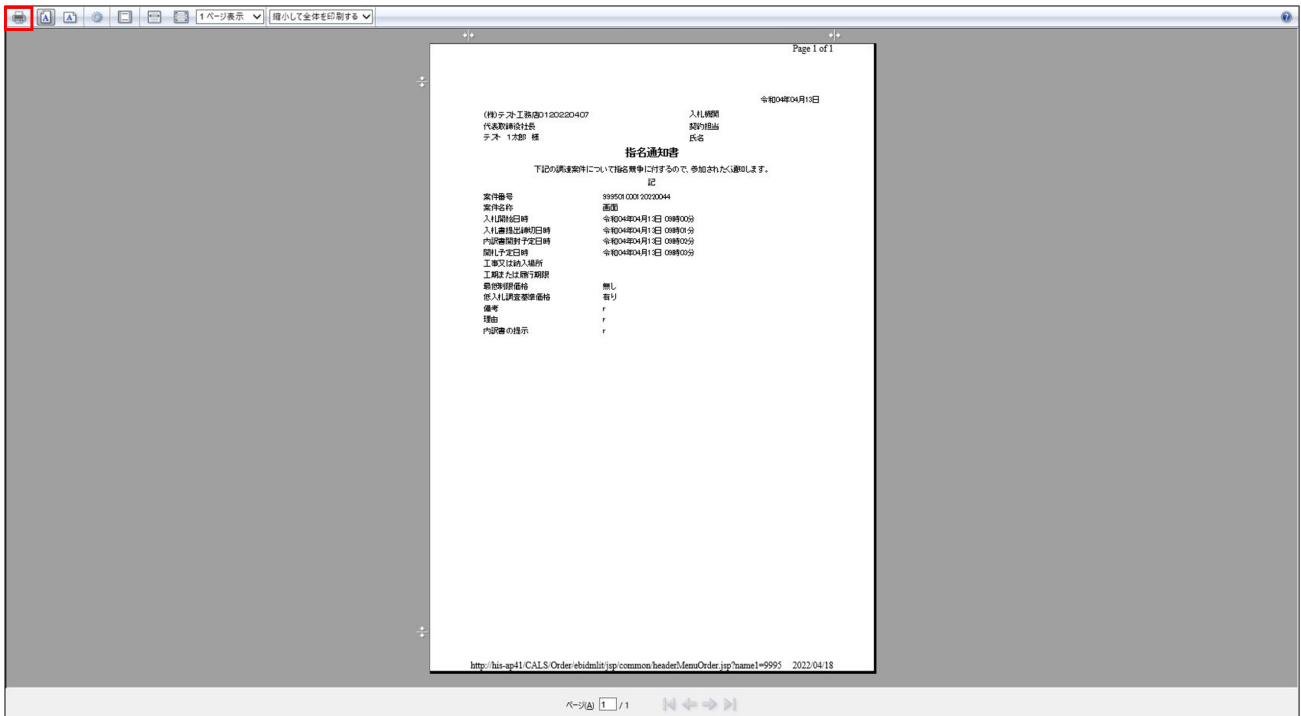 1 ページ表示 縮小して全体を印刷する
Page 1 of 1
令和04年04月13日
(株)テスト工務店0120220407 入札機関
代表取締役社長 契約担当
テスト 1太郎 様 氏名
指名通知書
下記の調達案件について指名競争に付するので、参加されたく通知します。
記
案件番号 999501000120220044
案件名称 画面
入札開始日時 令和04年04月13日 09時00分
入札書提出締切日時 令和04年04月13日 09時01分
内訳書開封予定日時 令和04年04月13日 09時02分
開札予定日時 令和04年04月13日 09時03分
工事又は納入場所
工期または履行期限
最低制限価格 無し
低入札調査基準価格 有り
備考 r
理由 r
内訳書の提示 r
http://his-ap41/CALS/Order/ebidmlit/jsp/common/headerMenuOrder.jsp?name1=9995 2022/04/18
ページ(A) 1 / 1